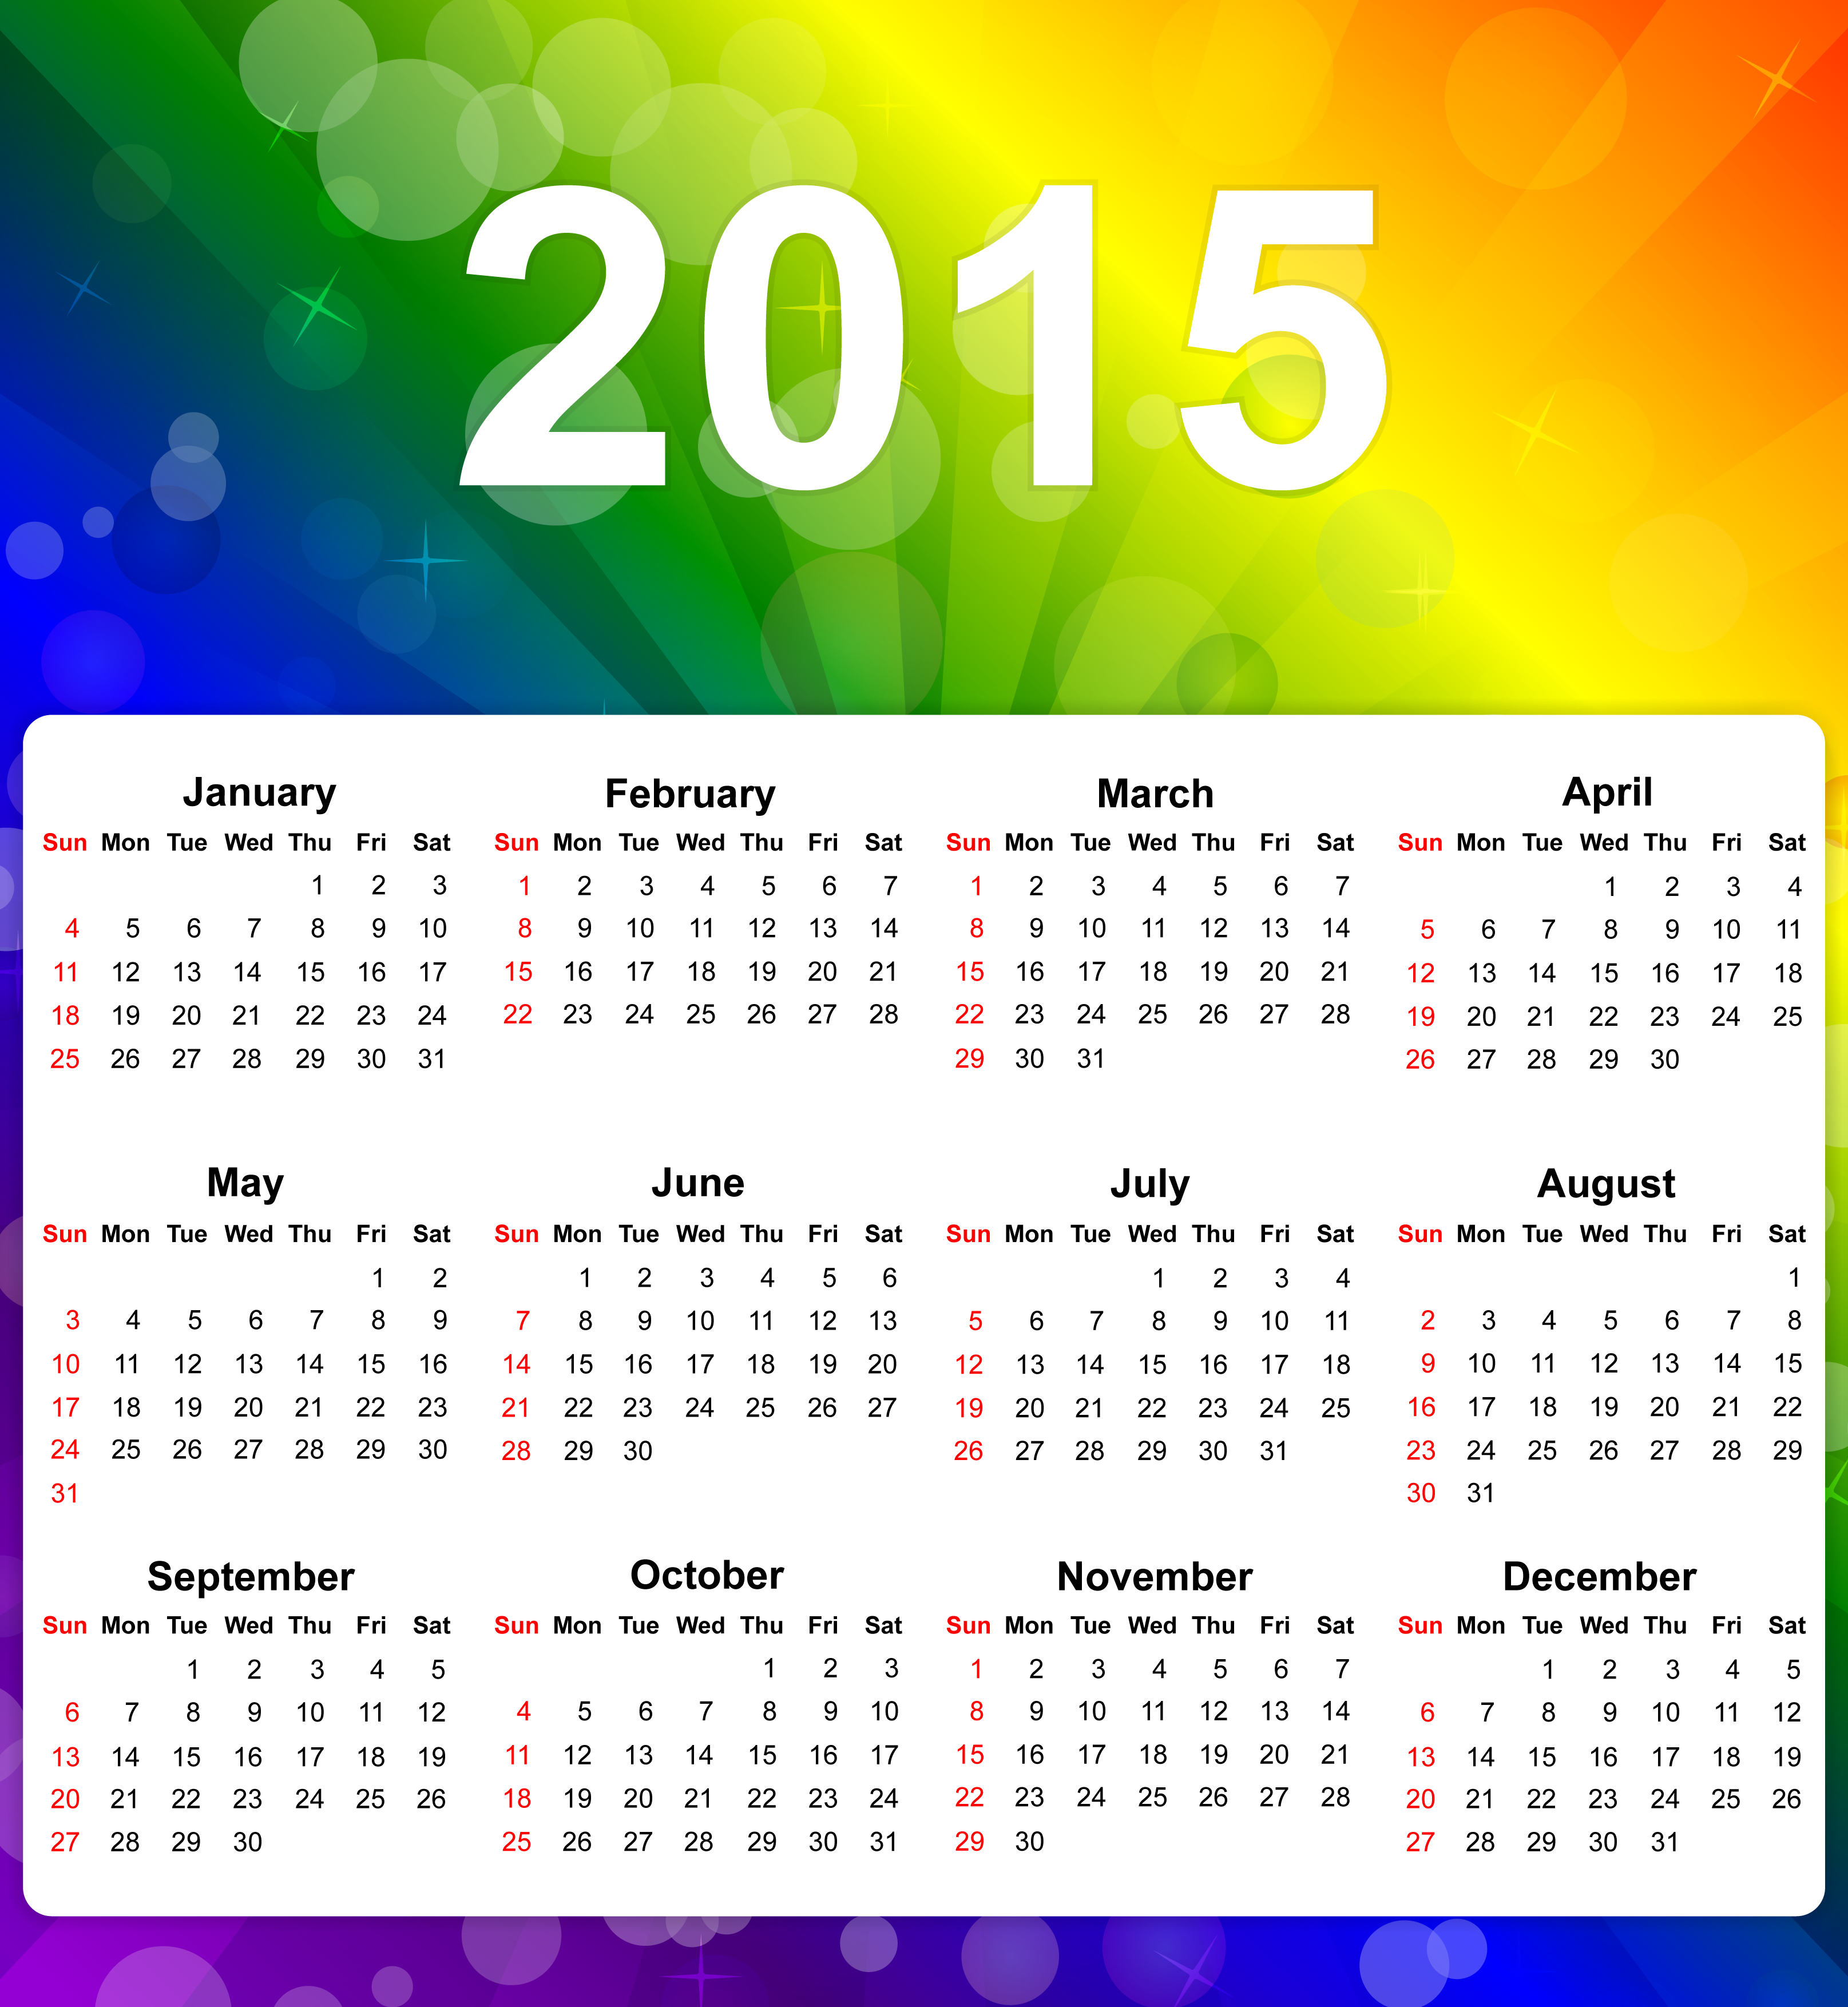 2015
January February March April
Sun Mon Tue Wed Thu Fri Sat Sun Mon Tue Wed Thu Fri Sat Sun Mon Tue Wed Thu Fri Sat Sun Mon Tue Wed Thu Fri Sat
1 2 3 1 2 3 4 5 6 7 1 2 3 4 5 6 7 1 2 3 4
4 5 6 7 8 9 10 8 9 10 11 12 13 14 8 9 10 11 12 13 14 5 6 7 8 9 10 11
11 12 13 14 15 16 17 15 16 17 18 19 20 21 15 16 17 18 19 20 21 12 13 14 15 16 17 18
18 19 20 21 22 23 24 22 23 24 25 26 27 28 22 23 24 25 26 27 28 19 20 21 22 23 24 25
25 26 27 28 29 30 31 29 30 31 26 27 28 29 30
May June July August
Sun Mon Tue Wed Thu Fri Sat Sun Mon Tue Wed Thu Fri Sat Sun Mon Tue Wed Thu Fri Sat Sun Mon Tue Wed Thu Fri Sat
1 2 1 2 3 4 5 6 1 2 3 4 1
3 4 5 6 7 8 9 7 8 9 10 11 12 13 5 6 7 8 9 10 11 2 3 4 5 6 7 8
10 11 12 13 14 15 16 14 15 16 17 18 19 20 12 13 14 15 16 17 18 9 10 11 12 13 14 15
17 18 19 20 21 22 23 21 22 23 24 25 26 27 19 20 21 22 23 24 25 16 17 18 19 20 21 22
24 25 26 27 28 29 30 28 29 30 26 27 28 29 30 31 23 24 25 26 27 28 29
31 30 31
September October November December
Sun Mon Tue Wed Thu Fri Sat Sun Mon Tue Wed Thu Fri Sat Sun Mon Tue Wed Thu Fri Sat Sun Mon Tue Wed Thu Fri Sat
1 2 3 4 5 1 2 3 1 2 3 4 5 6 7 1 2 3 4 5
6 7 8 9 10 11 12 4 5 6 7 8 9 10 8 9 10 11 12 13 14 6 7 8 9 10 11 12
13 14 15 16 17 18 19 11 12 13 14 15 16 17 15 16 17 18 19 20 21 13 14 15 16 17 18 19
20 21 22 23 24 25 26 18 19 20 21 22 23 24 22 23 24 25 26 27 28 20 21 22 23 24 25 26
27 28 29 30 25 26 27 28 29 30 31 29 30 27 28 29 30 31